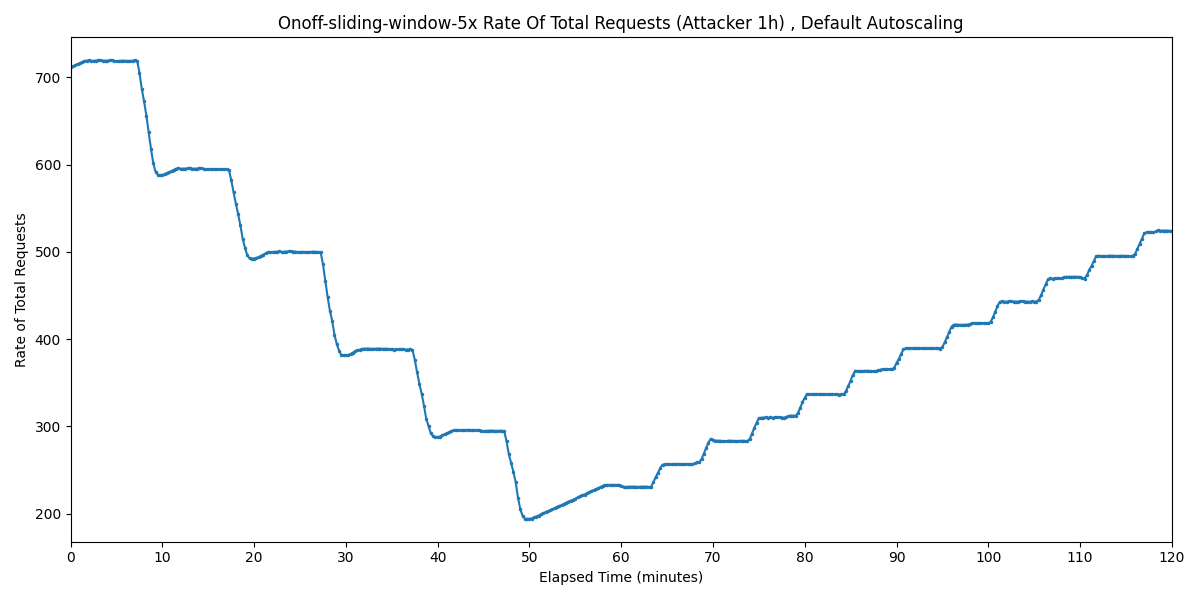 Onoff-sliding-window-5x Rate Of Total Requests (Attacker 1h) , Default Autoscaling
Rate of Total Requests
700
600
500
400
300
200
0 10 20 30 40 50 60 70 80 90 100 110 120
Elapsed Time (minutes)